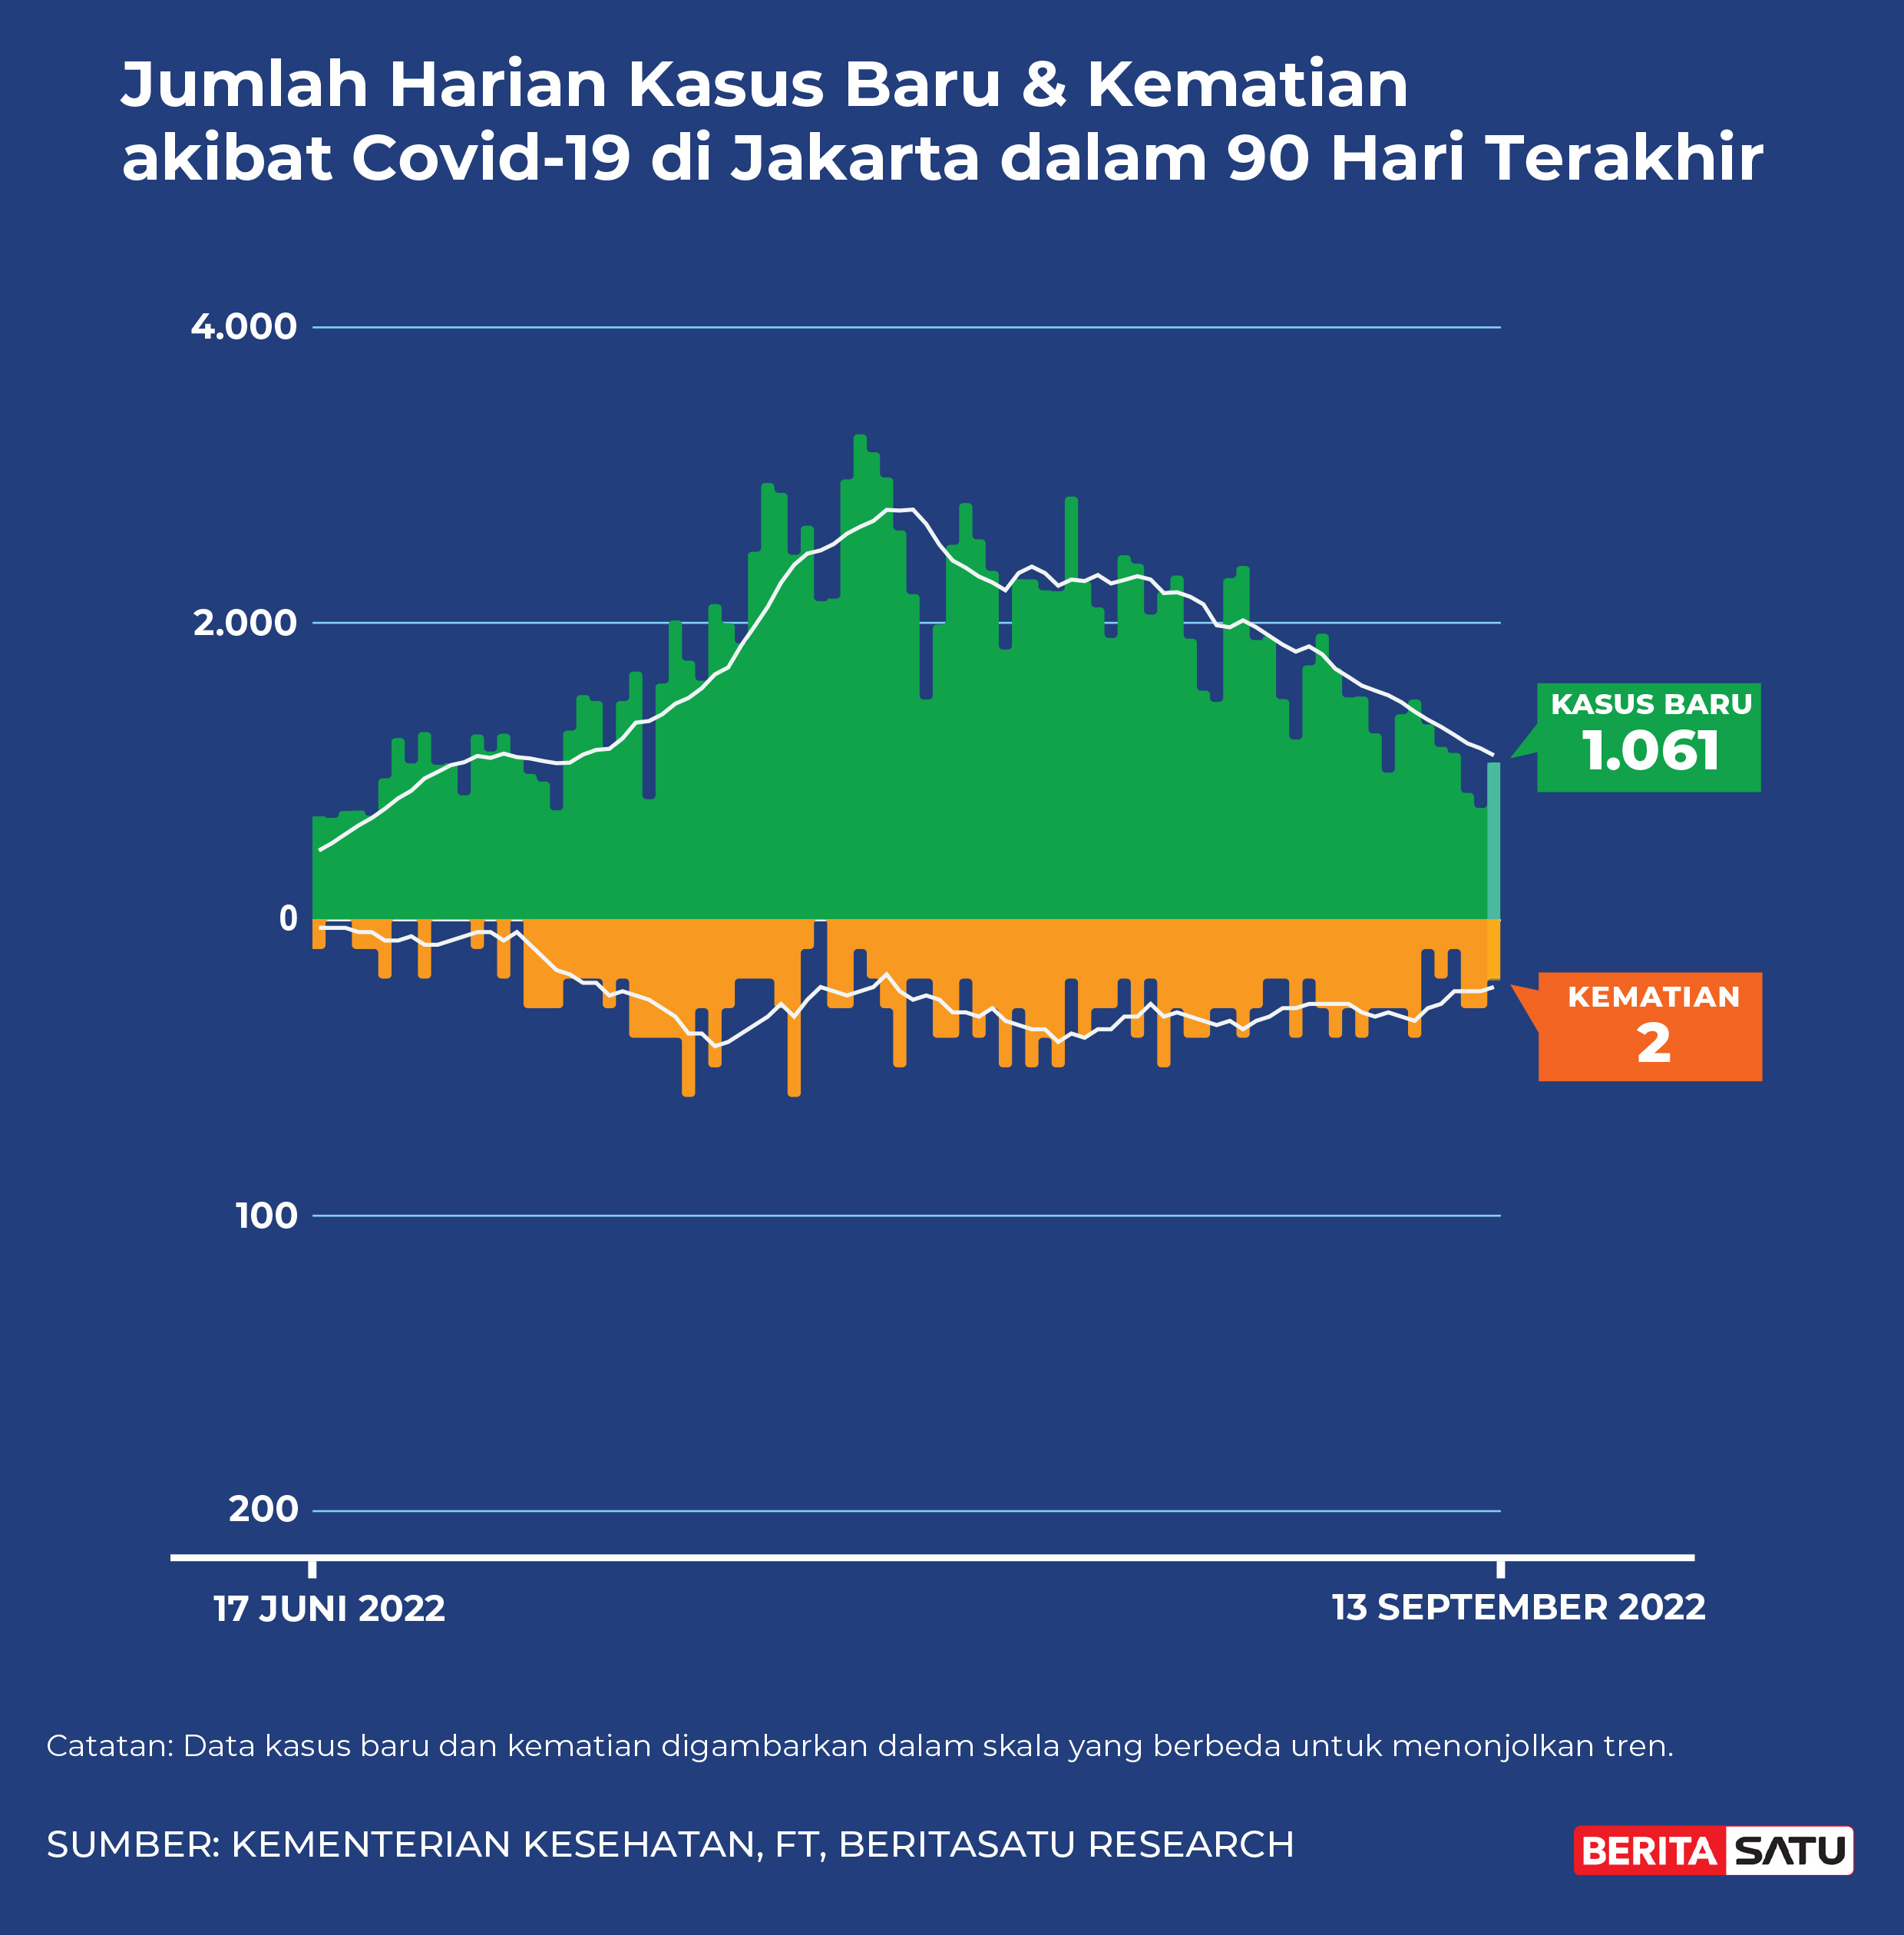 Jumlah Harian Kasus Baru & Kematian
akibat Covid-19 di Jakarta dalam 90 Hari Terakhir
4.000
2.000
KASUS BARU
1.061
0
KEMATIAN
2
100
200
17 JUNI 2022
13 SEPTEMBER 2022
Catatan: Data kasus baru dan kematian digambarkan dalam skala yang berbeda untuk menonjolkan tren.
SUMBER: KEMENTERIAN KESEHATAN, FT, BERITASATU RESEARCH
BERITA SATU